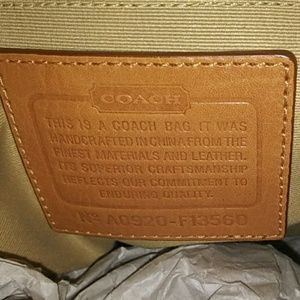 COACH
THIS IS A COACH BAG. IT WAS
HANDCRAFTED IN CHINA FROM THE
FINEST MATERIALS AND LEATHER.
ITS SUPERIOR CRAFTSMANSHIP
REFLECTS OUR COMMITMENT TO
ENDURING QUALITY.
Nº A0920-F13560